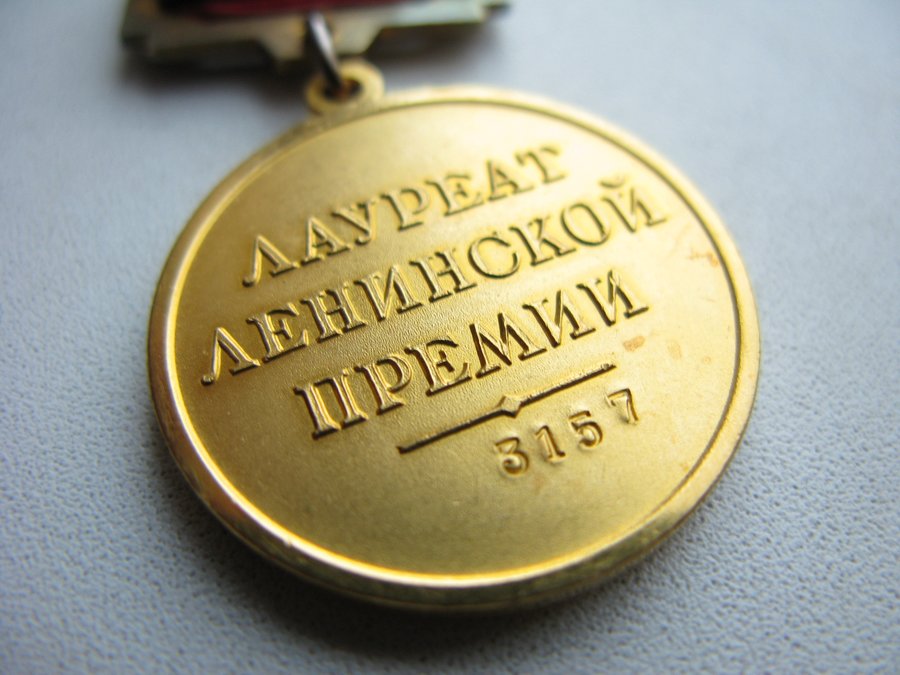 ЛАУРЕАТ
ЛЕНИНСКОЙ
ПРЕМИИ
3157